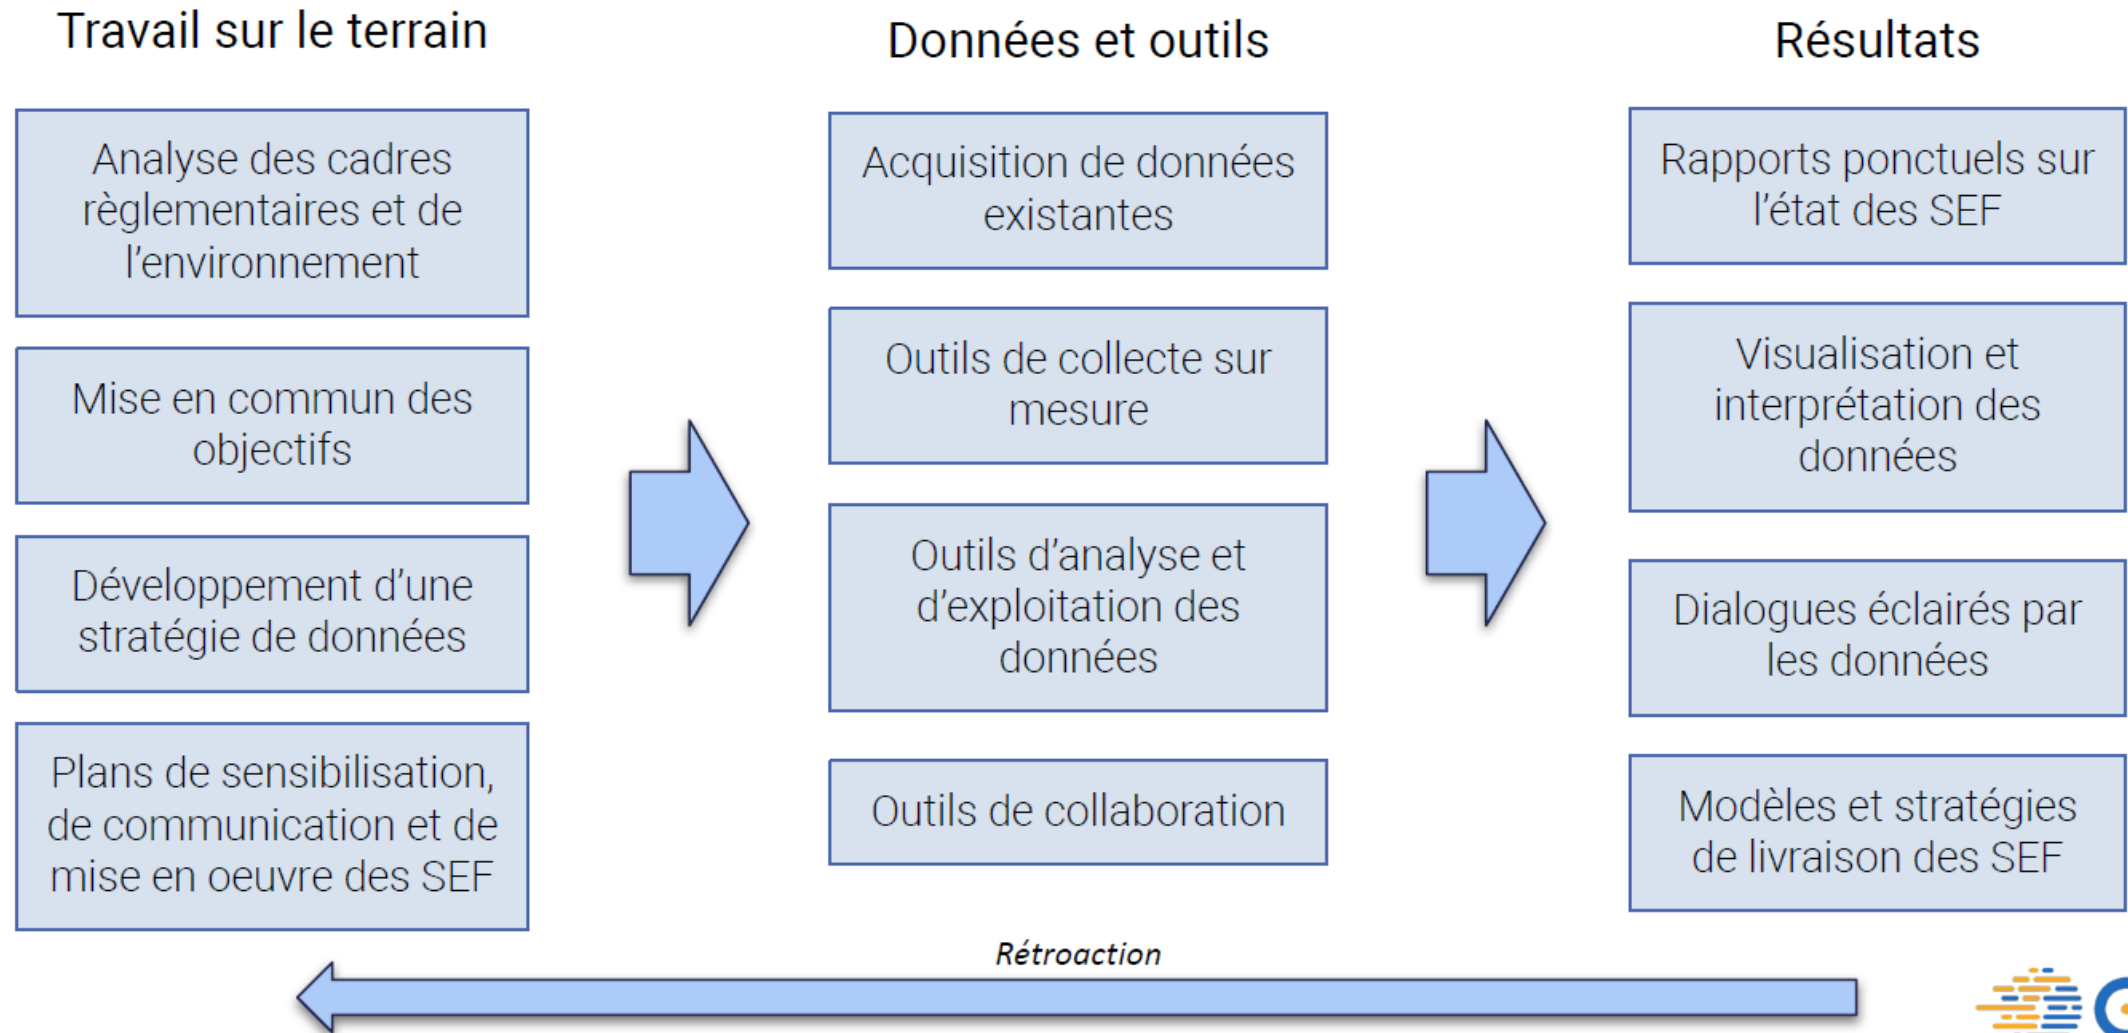 Travail sur le terrain
Analyse des cadres
règlementaires et de
l'environnement
Mise en commun des
objectifs
Développement d'une
stratégie de données
Plans de sensibilisation,
de communication et de
mise en oeuvre des SEF
Données et outils
Acquisition de données
existantes
Outils de collecte sur
mesure
Outils d'analyse et
d'exploitation des
données
Outils de collaboration
Résultats
Rapports ponctuels sur
l'état des SEF
Visualisation et
interprétation des
données
Dialogues éclairés par
les données
Modèles et stratégies
de livraison des SEF
Rétroaction